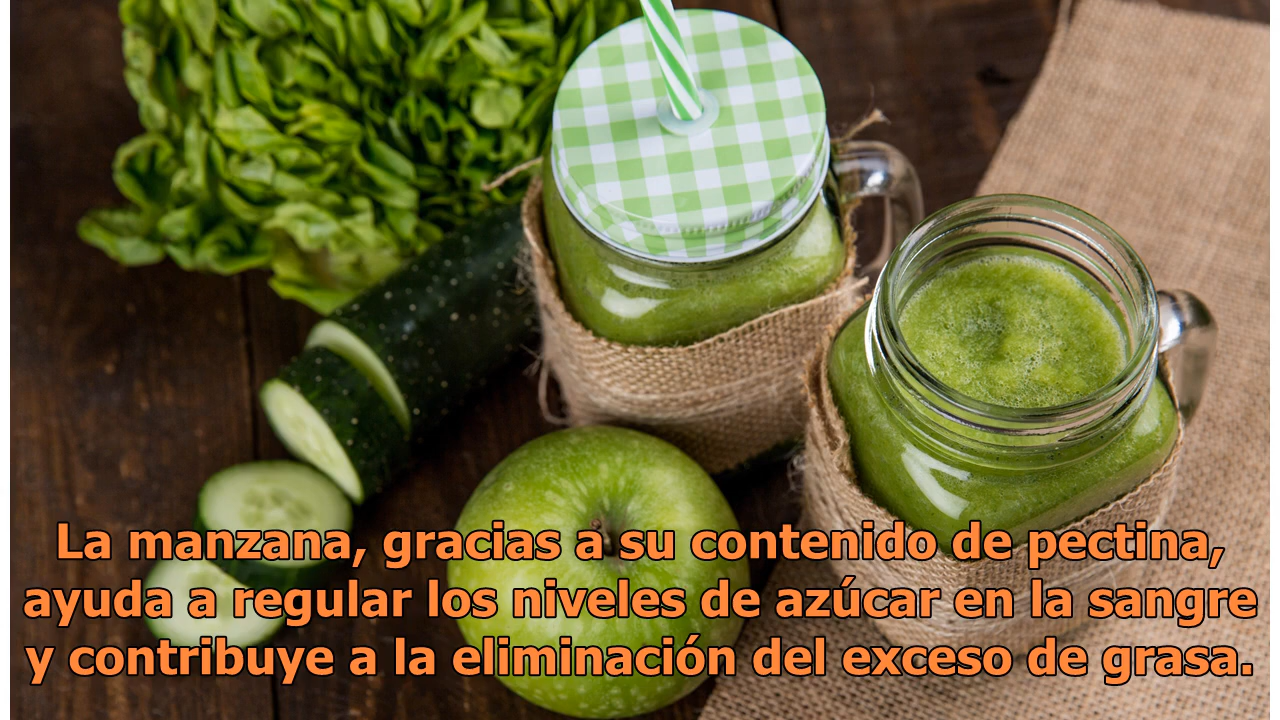 La manzana, gracias a su contenido de pectina,
ayuda a regular los niveles de azúcar en la sangre
y contribuye a la eliminación del exceso de grasa.